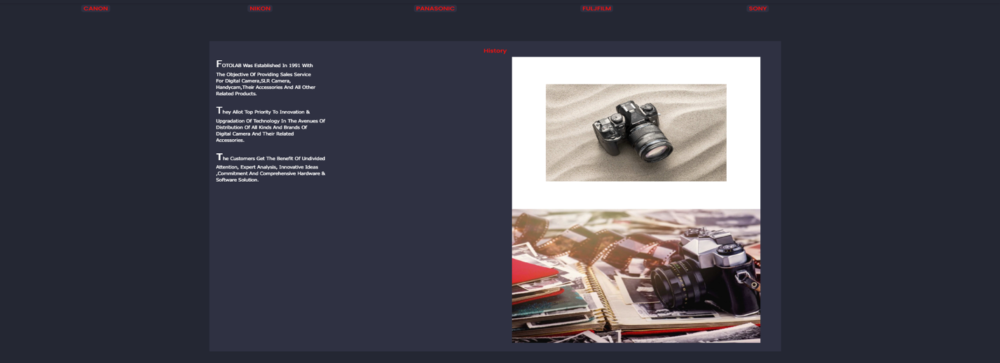 CANON
NIKON
PANASONIC
FULJFILM
SONY
History
FOTOLAB Was Established In 1991 With
The Objective Of Providing Sales Service
For Digital Camera,SLR Camera,
Handycam,Their Accessories And All Other
Related Products.
They Allot Top Priority To Innovation &
Upgradation Of Technology In The Avenues Of
Distribution Of All Kinds And Brands Of
Digital Camera And Their Related
Accessories.
The Customers Get The Benefit Of Undivided
Attention, Expert Analysis, Innovative Ideas
,Commitment And Comprehensive Hardware &
Software Solution.